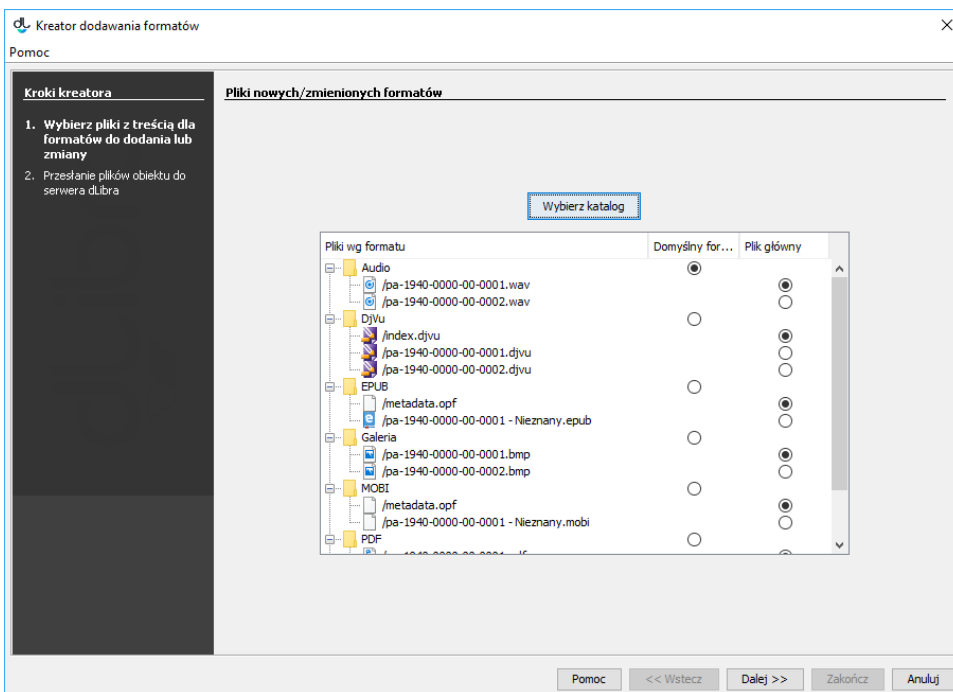 Kreator dodawania formatów
Pomoc
Kroki kreatora
1. Wybierz pliki z treścią dla
formatów do dodania lub
zmiany
2. Przesłanie plików obiektu do
serwera dLibra
Pliki nowych/zmienionych formatów
Wybierz katalog
Pliki wg formatu Domyślny for... Plik główny
Audio
/pa-1940-0000-00-0001.wav
/pa-1940-0000-00-0002.wav
DjVu
/index.djvu
/pa-1940-0000-00-0001.djvu
/pa-1940-0000-00-0002.djvu
EPUB
/metadata.opf
/pa-1940-0000-00-0001 - Nieznany.epub
Galeria
/pa-1940-0000-00-0001.bmp
/pa-1940-0000-00-0002.bmp
MOBI
/metadata.opf
/pa-1940-0000-00-0001 - Nieznany.mobi
PDF
Pomoc << Wstecz Dalej >> Zakończ Anuluj